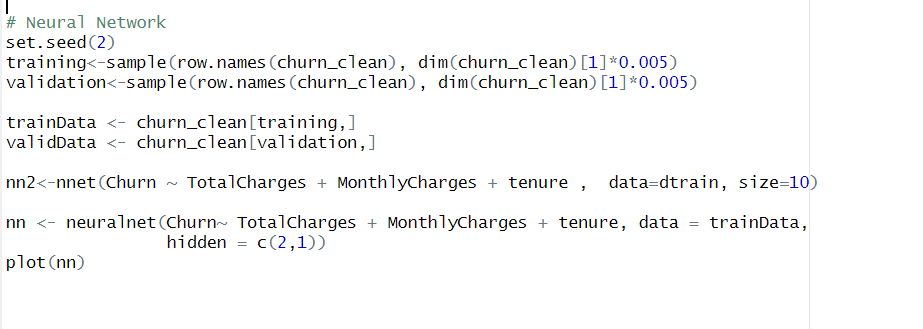 # Neural Network
set.seed(2)
training<-sample(row.names(churn_clean), dim(churn_clean)[1]*0.005)
validation<-sample(row.names(churn_clean), dim(churn_clean)[1]*0.005)
trainData <- churn_clean[training,]
validData <- churn_clean[validation,]
nn2<-nnet(Churn ~ TotalCharges + MonthlyCharges + tenure ,  data=dtrain, size=10)
nn <- neuralnet(Churn~ TotalCharges + MonthlyCharges + tenure, data = trainData,
                hidden = c(2,1))
plot(nn)